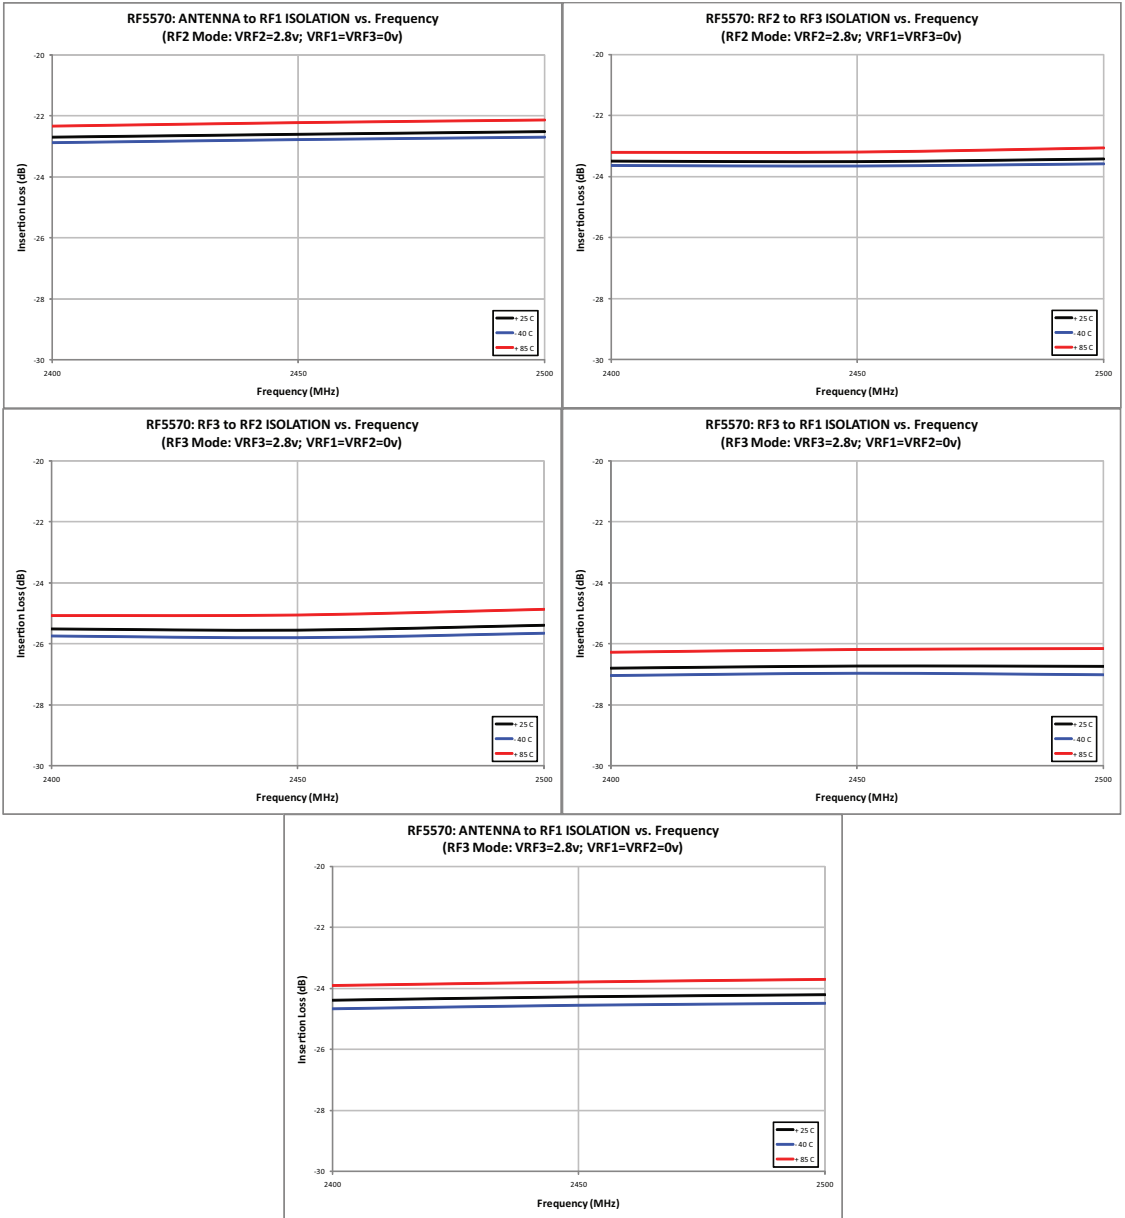 RF5570: ANTENNA to RF1 ISOLATION vs. Frequency
(RF2 Mode: VRF2=2.8v; VRF1=VRF3=0v)
-20
-22
-24
-26
-28
-30
Insertion Loss (dB)
+ 25 C
- 40 C
+ 85 C
2400
2450
2500
Frequency (MHz)
RF5570: RF2 to RF3 ISOLATION vs. Frequency
(RF2 Mode: VRF2=2.8v; VRF1=VRF3=0v)
-20
-22
-24
-26
-28
-30
Insertion Loss (dB)
+ 25 C
- 40 C
+ 85 C
2400
2450
2500
Frequency (MHz)
RF5570: RF3 to RF2 ISOLATION vs. Frequency
(RF3 Mode: VRF3=2.8v; VRF1=VRF2=0v)
-20
-22
-24
-26
-28
-30
Insertion Loss (dB)
+ 25 C
- 40 C
+ 85 C
2400
2450
2500
Frequency (MHz)
RF5570: RF3 to RF1 ISOLATION vs. Frequency
(RF3 Mode: VRF3=2.8v; VRF1=VRF2=0v)
-20
-22
-24
-26
-28
-30
Insertion Loss (dB)
+ 25 C
- 40 C
+ 85 C
2400
2450
2500
Frequency (MHz)
RF5570: ANTENNA to RF1 ISOLATION vs. Frequency
(RF3 Mode: VRF3=2.8v; VRF1=VRF2=0v)
-20
-22
-24
-26
-28
-30
Insertion Loss (dB)
+ 25 C
- 40 C
+ 85 C
2400
2450
2500
Frequency (MHz)